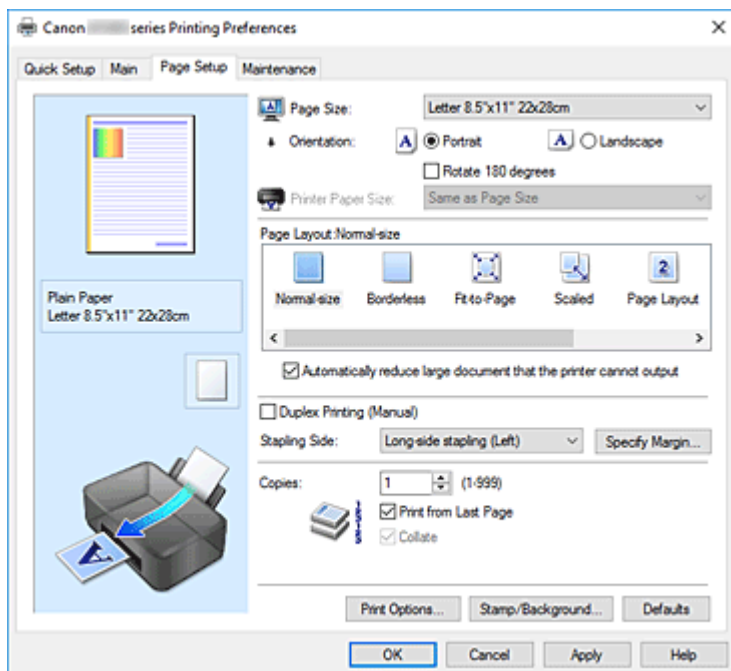 Canon series Printing Preferences
Quick Setup Main Page Setup Maintenance
Page Size: Letter 8.5"x11" 22x28cm
Orientation: A Portrait A Landscape
Rotate 180 degrees
Printer Paper Size: Same as Page Size
Page Layout:Normal-size
2
Normal-size Borderless Fit-to-Page Scaled Page Layout
Plain Paper
Letter 8.5"x11" 22x28cm
Automatically reduce large document that the printer cannot output
Duplex Printing (Manual)
Stapling Side: Long-side stapling (Left) Specify Margin...
Copies: 1 (1-999)
Print from Last Page
Collate
A
Print Options... Stamp/Background... Defaults
OK Cancel Apply Help